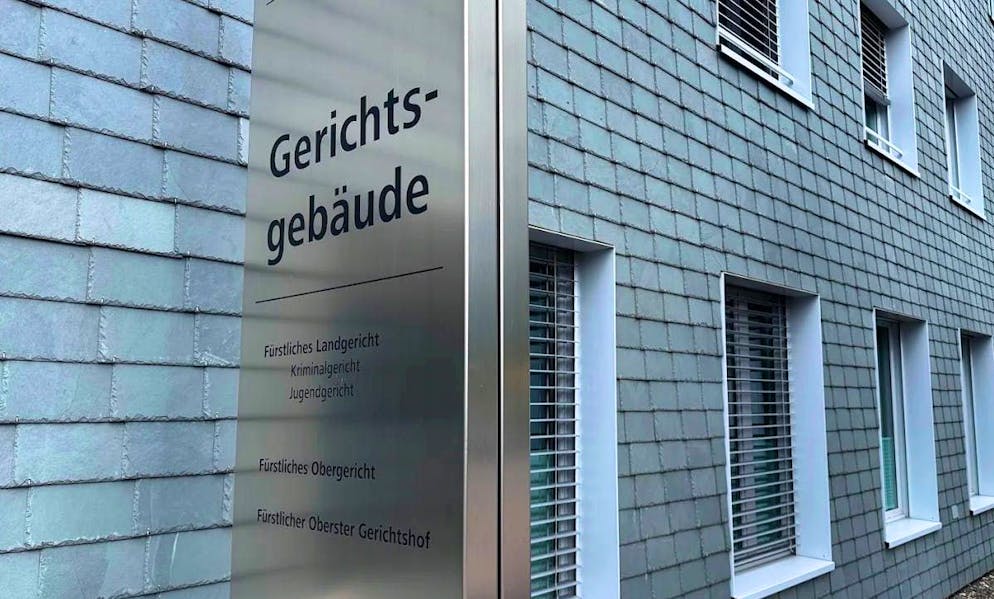 Gerichts-
gebäude
Fürstliches Landgericht
Kriminalgericht
Jugendgericht
Fürstliches Obergericht
Fürstlicher Oberster Gerichtshof